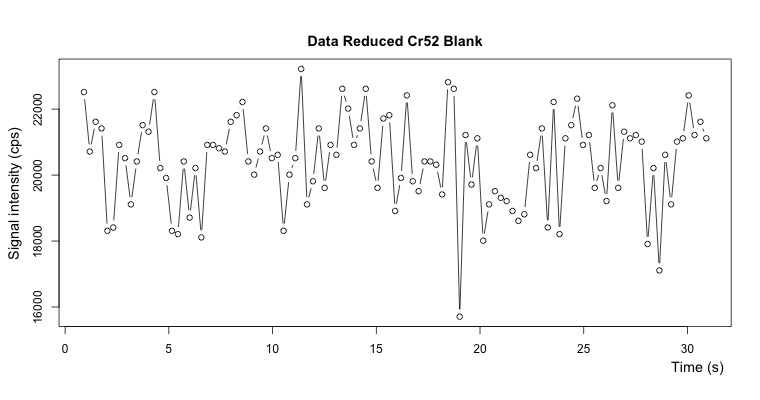 Data Reduced Cr52 Blank
Signal intensity (cps)
22000
20000
18000
16000
0 5 10 15 20 25 30
Time (s)